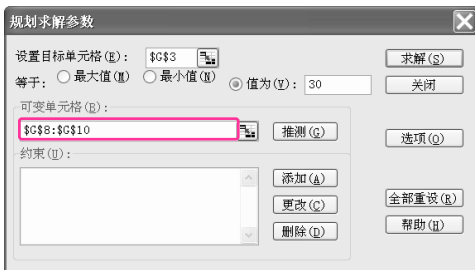 规划求解参数
设置目标单元格(E): $G$3 求解(S)
等于: 最大值(M) 最小值(N) 值为(V): 30 关闭
可变单元格(B):
$G$8:$G$10 推测(G) 选项(O)
约束(U):
添加(A)
更改(C) 全部重设(R)
删除(D) 帮助(H)